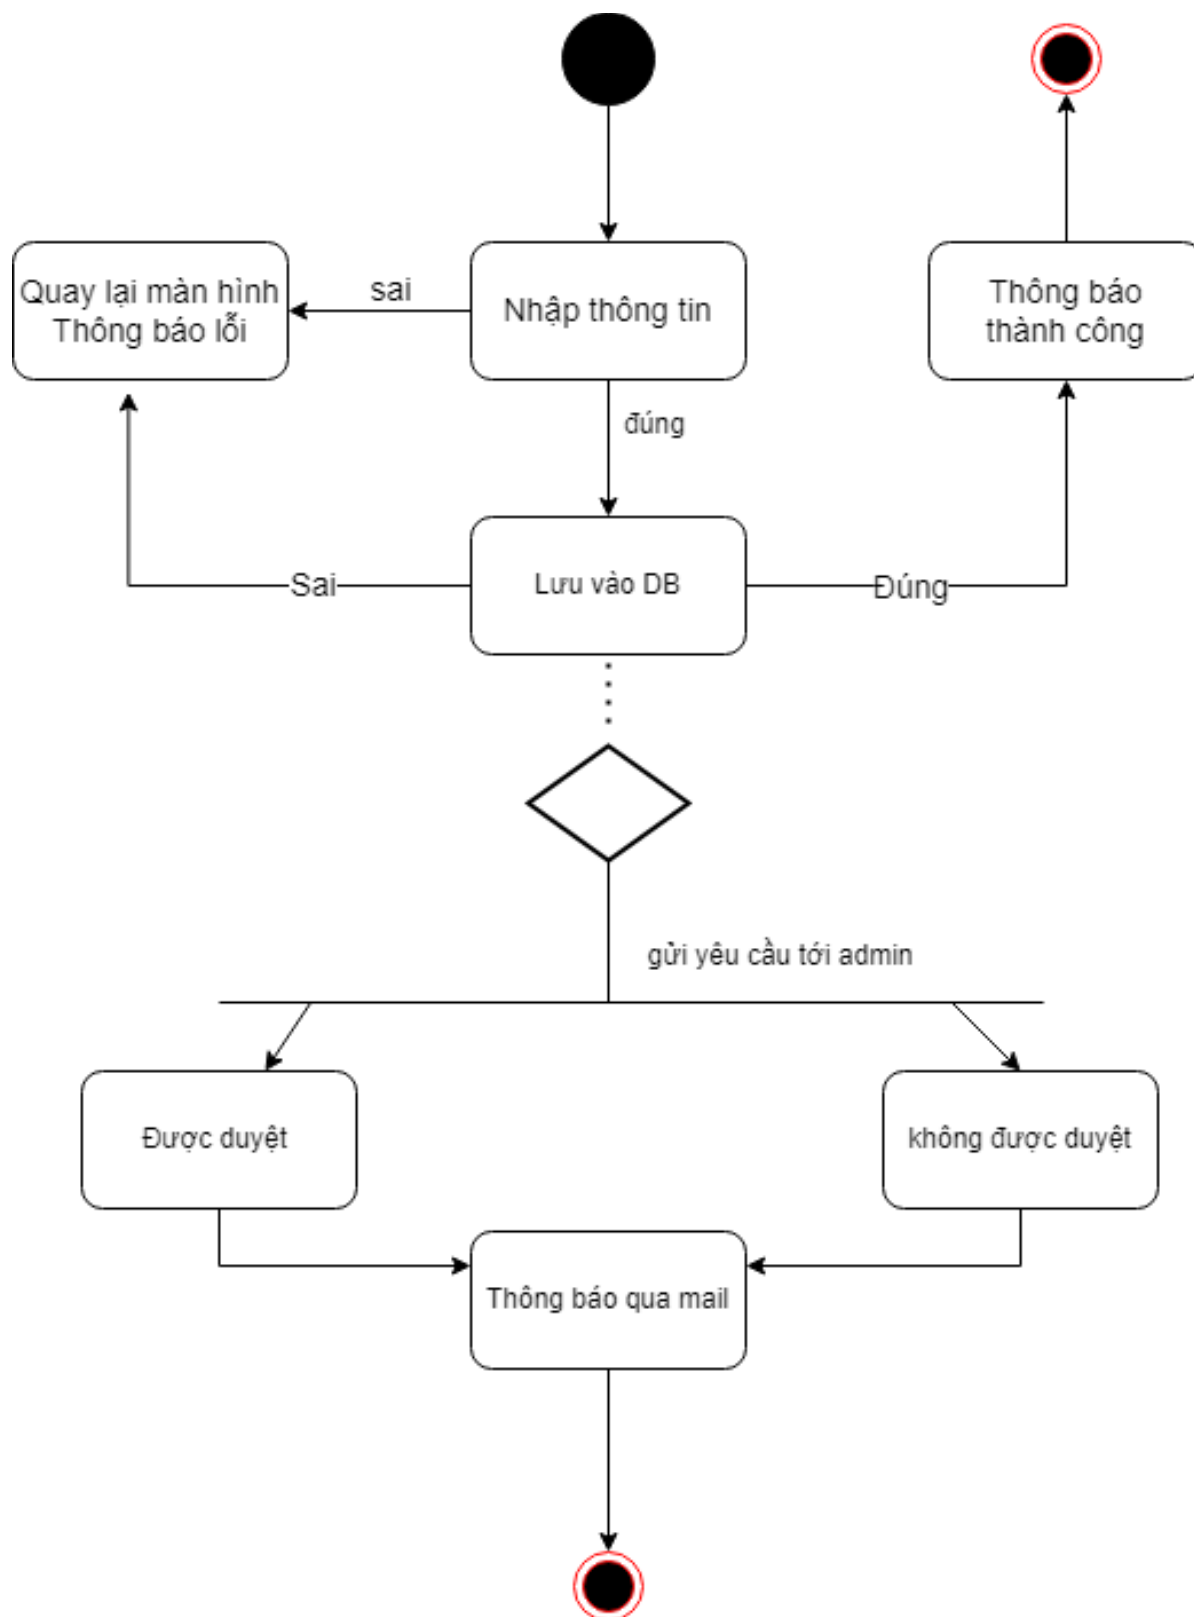 sai
Quay lại màn hình
Thông báo lỗi
Nhập thông tin
Thông báo
thành công
đúng
Sai
Lưu vào DB
Đúng
gửi yêu cầu tới admin
Được duyệt
không được duyệt
Thông báo qua mail